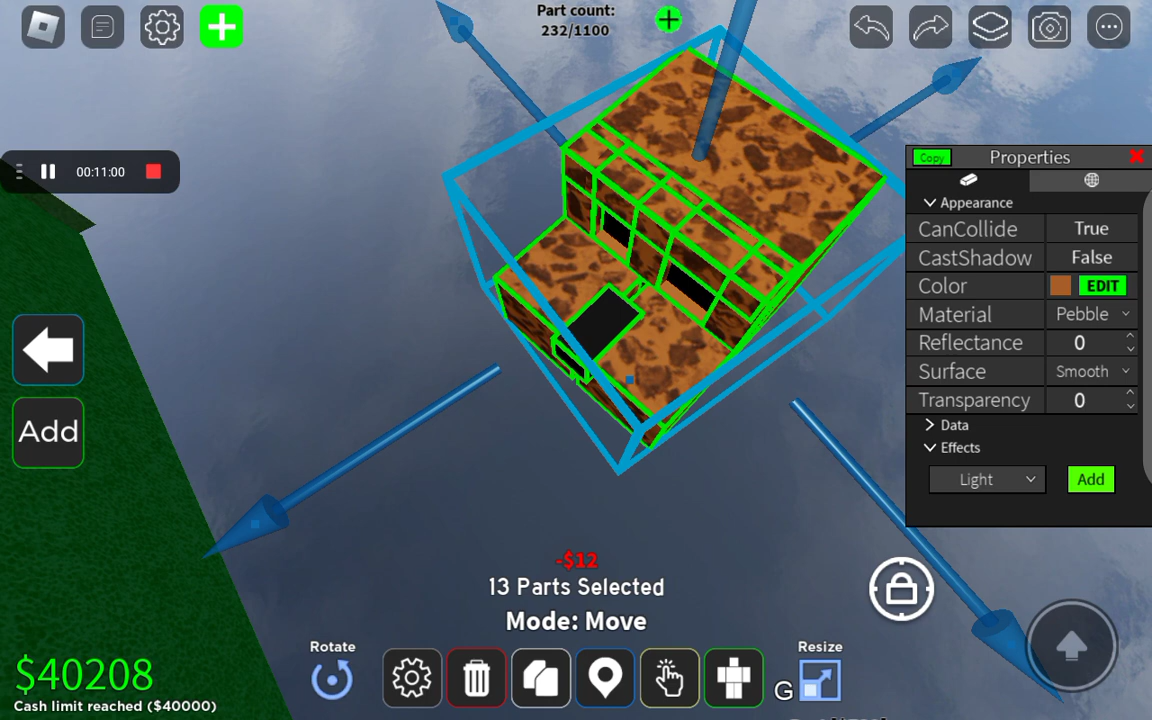 Part count:
232/1100
00:11:00
Copy
Properties
Appearance
CanCollide True
CastShadow False
Color EDIT
Material Pebble
Reflectance 0
Surface Smooth
Transparency 0
Data
Effects
Light Add
Add
-$12
13 Parts Selected
Mode: Move
Rotate
Resize
G
$40208
Cash limit reached ($40000)